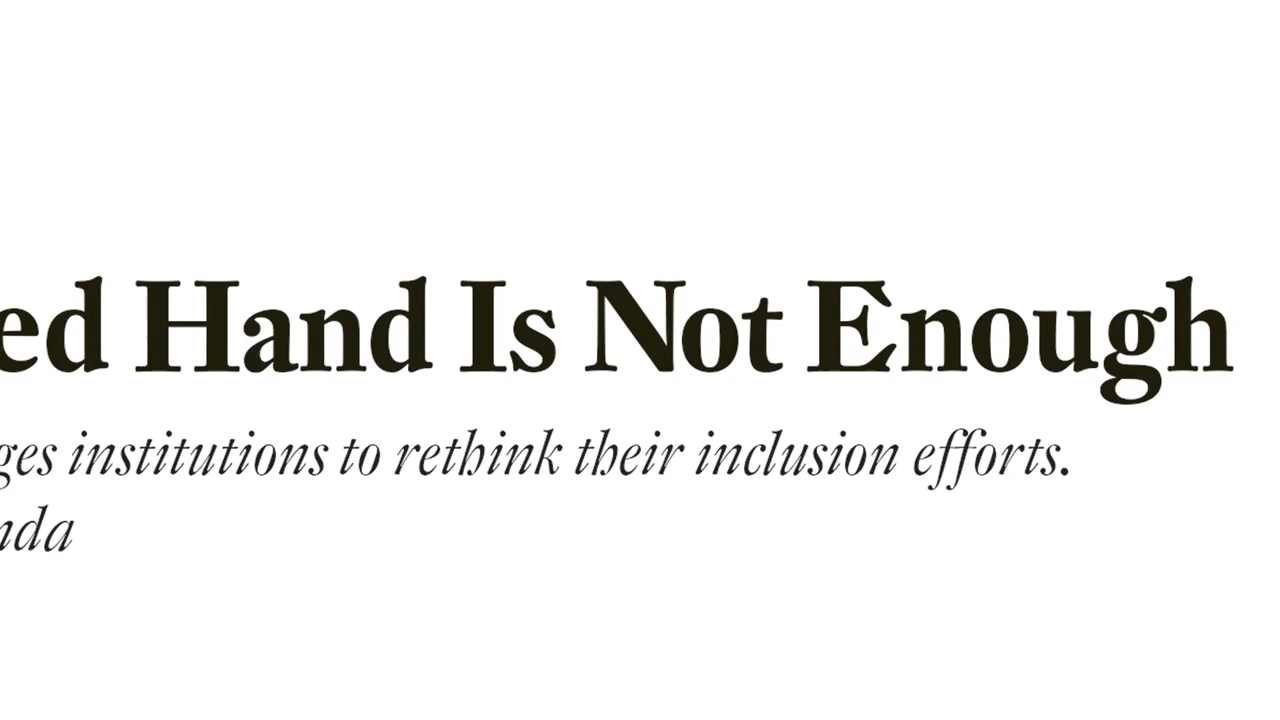 ed Hand Is Not Enough
ges institutions to rethink their inclusion efforts.
nda